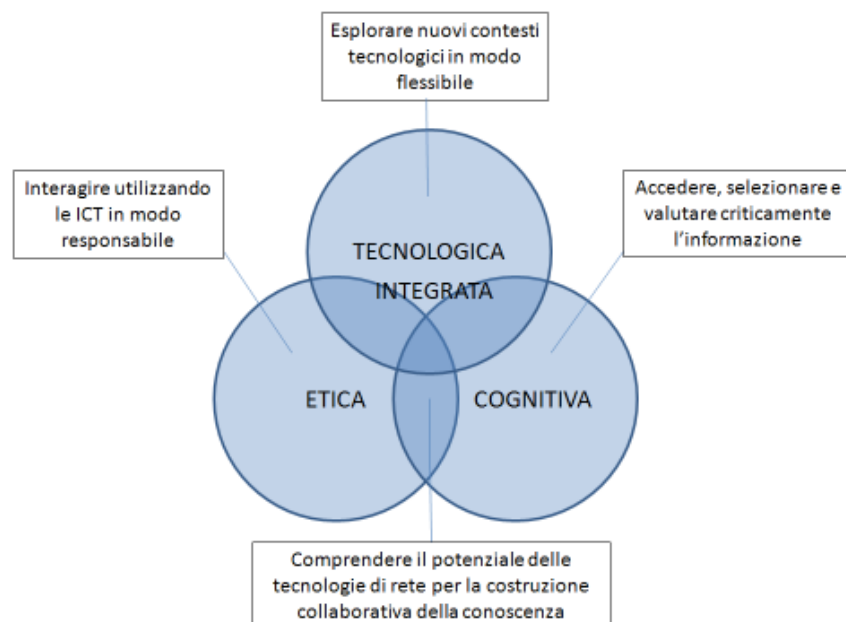 Esplorare nuovi contesti
tecnologici in modo
flessibile
Interagire utilizzando
le ICT in modo
responsabile
Accedere, selezionare e
valutare criticamente
l'informazione
TECNOLOGICA
INTEGRATA
ETICA
COGNITIVA
Comprendere il potenziale delle
tecnologie di rete per la costruzione
collaborativa della conoscenza